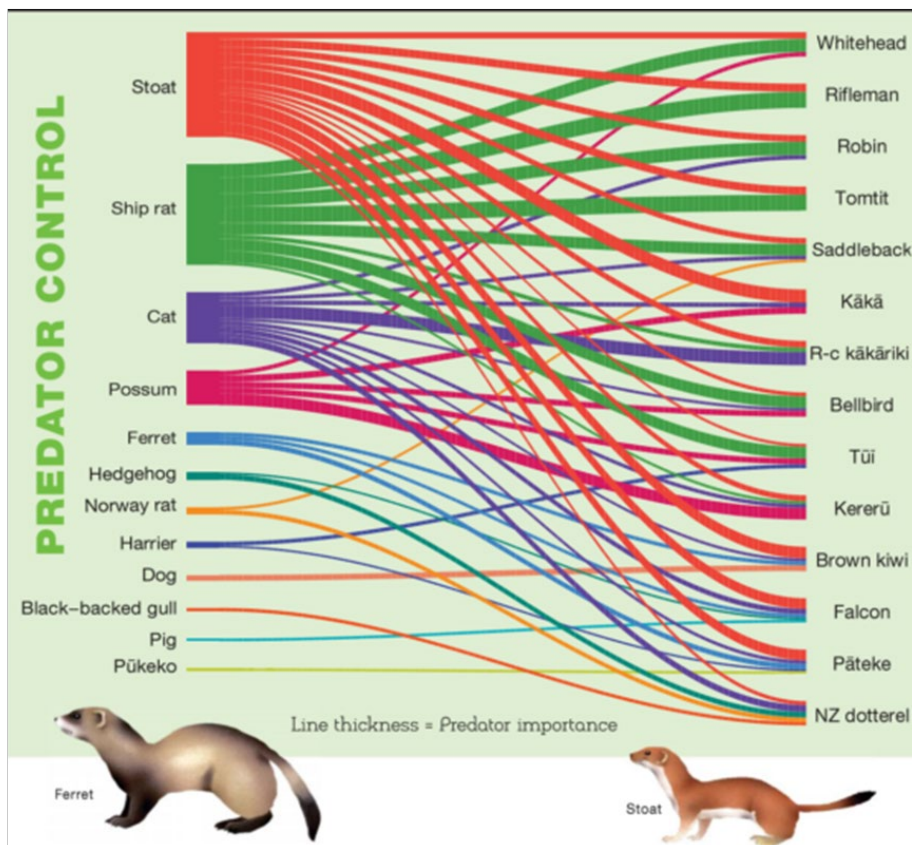 PREDATOR CONTROL
Stoat
Ship rat
Cat
Possum
Ferret
Hedgehog
Norway rat
Harrier
Dog
Black–backed gull
Pig
Pūkeko
Whitehead
Rifleman
Robin
Tomtit
Saddleback
Kākā
R-c kākāriki
Bellbird
Tūī
Kererū
Brown kiwi
Falcon
Pāteke
NZ dotterel
Line thickness = Predator importance
Ferret
Stoat